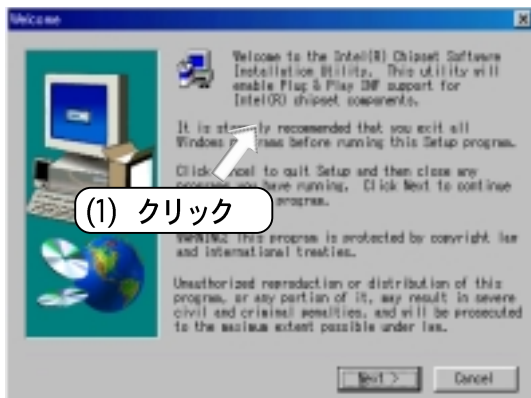 Welcome
Welcome to the Intel(R) Chipset Software
Installation Utility. This utility will
enable Plug & Play INF support for
Intel(R) chipset components.
It is strongly recommended that you exit all
Windows programs before running this Setup program.
Click Cancel to quit Setup and then close any
programs you have running. Click Next to continue
program.
(1) クリック
WARNING: This program is protected by copyright law
and international treaties.
Unauthorized reproduction or distribution of this
program, or any portion of it, may result in severe
civil and criminal penalties, and will be prosecuted
to the maximum extent possible under law.
Next >
Cancel